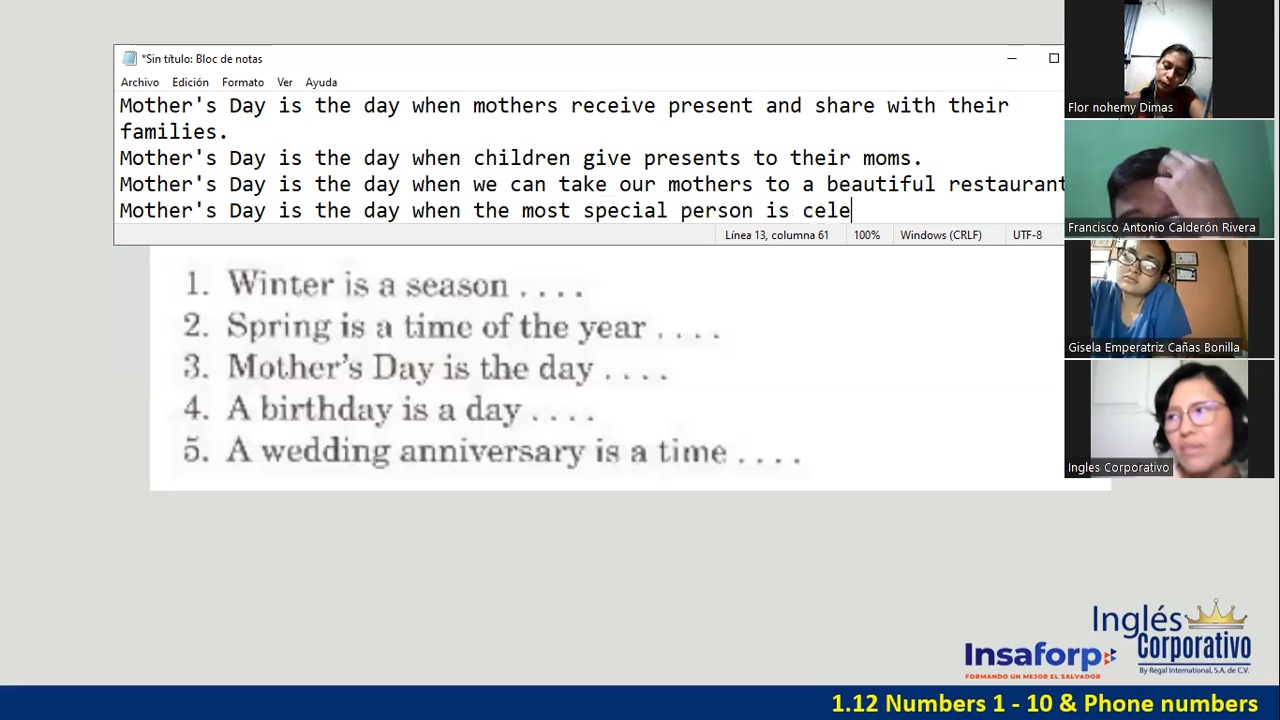 *Sin título: Bloc de notas
Archivo Edición Formato Ver Ayuda
Mother's Day is the day when mothers receive present and share with their
families.
Mother's Day is the day when children give presents to their moms.
Mother's Day is the day when we can take our mothers to a beautiful restaurant
Mother's Day is the day when the most special person is cele
Línea 13, columna 61 100% Windows (CRLF) UTF-8
1. Winter is a season . . . .
2. Spring is a time of the year . . . .
3. Mother's Day is the day . . . .
4. A birthday is a day . . . .
5. A wedding anniversary is a time . . . .
Flor nohemy Dimas
Francisco Antonio Calderón Rivera
Gisela Emperatriz Cañas Bonilla
Ingles Corporativo
Inglés
Corporativo
By Regal International, S.A. de C.V.
Insaforp
FORMANDO UN MEJOR EL SALVADOR
1.12 Numbers 1 - 10 & Phone numbers